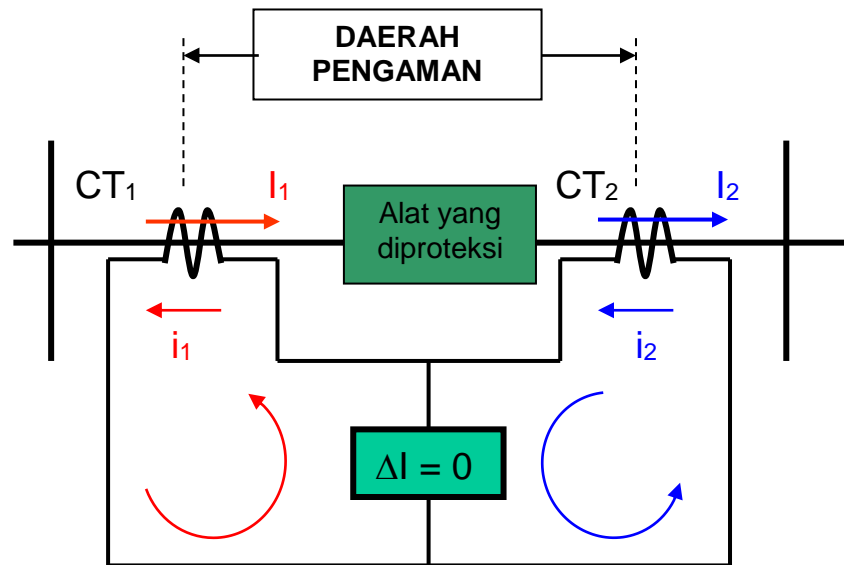 DAERAH
PENGAMAN
CT₁
I₁
CT₂
I₂
Alat yang
diproteksi
i₁
i₂
ΔI = 0